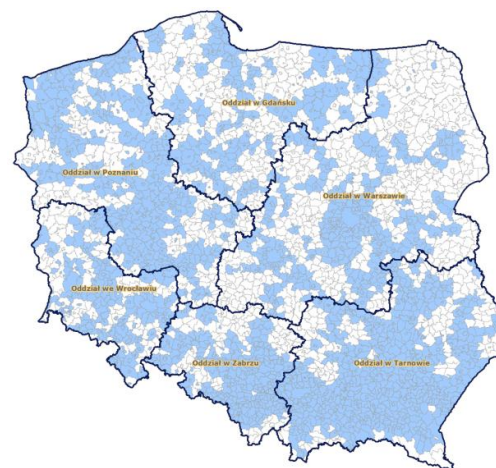 Oddział w Gdańsku
Oddział w Poznaniu
Oddział w Warszawie
Oddział we Wrocławiu
Oddział w Zabrzu
Oddział w Tarnowie